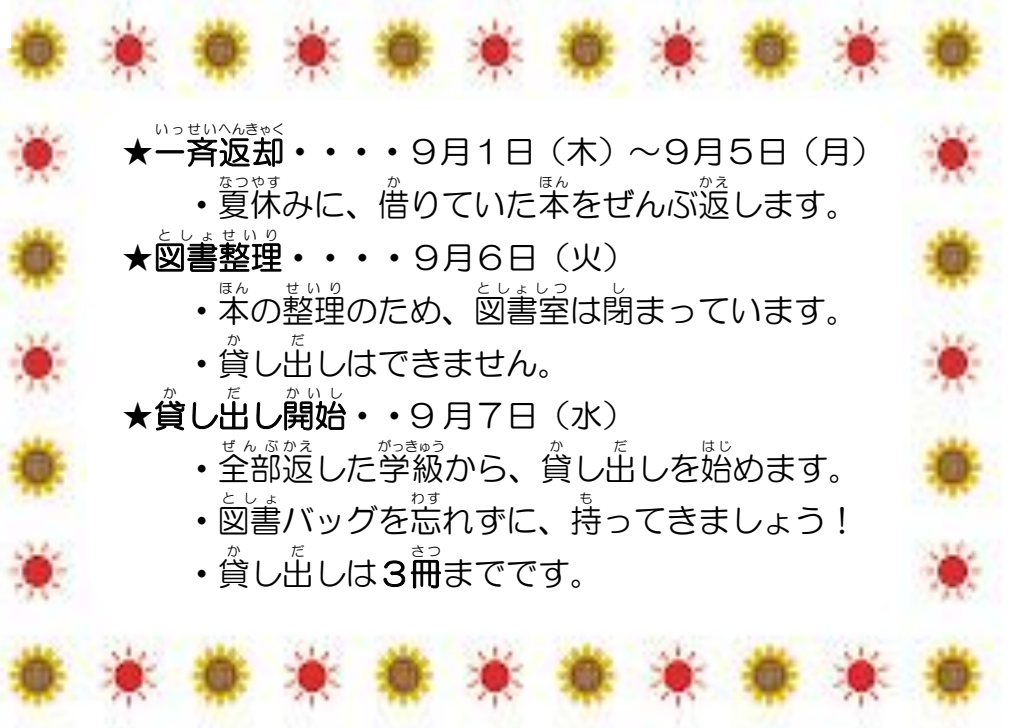 ★一斉返却・・・・９月１日（木）～９月５日（月）
・夏休みに、借りていた本をぜんぶ返します。
★図書整理・・・・９月６日（火）
・本の整理のため、図書室は閉まっています。
・貸し出しはできません。
★貸し出し開始・・９月７日（水）
・全部返した学級から、貸し出しを始めます。
・図書バッグを忘れずに、持ってきましょう！
・貸し出しは３冊までです。